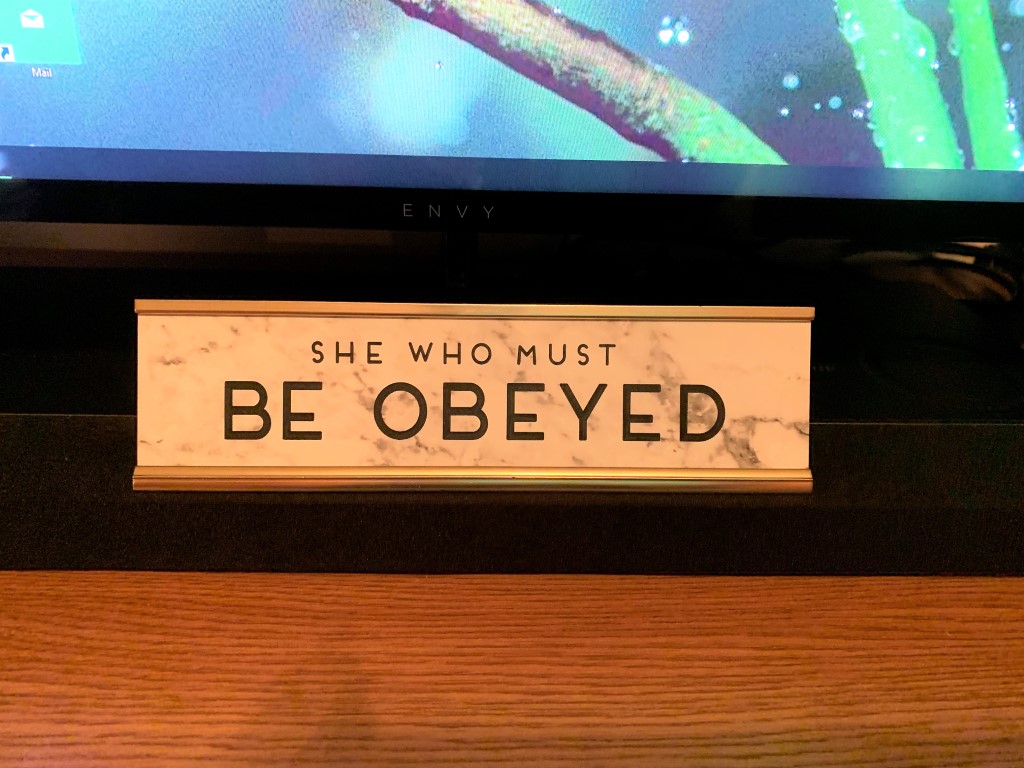 Mail
ENVY
SHE WHO MUST
BE OBEYED